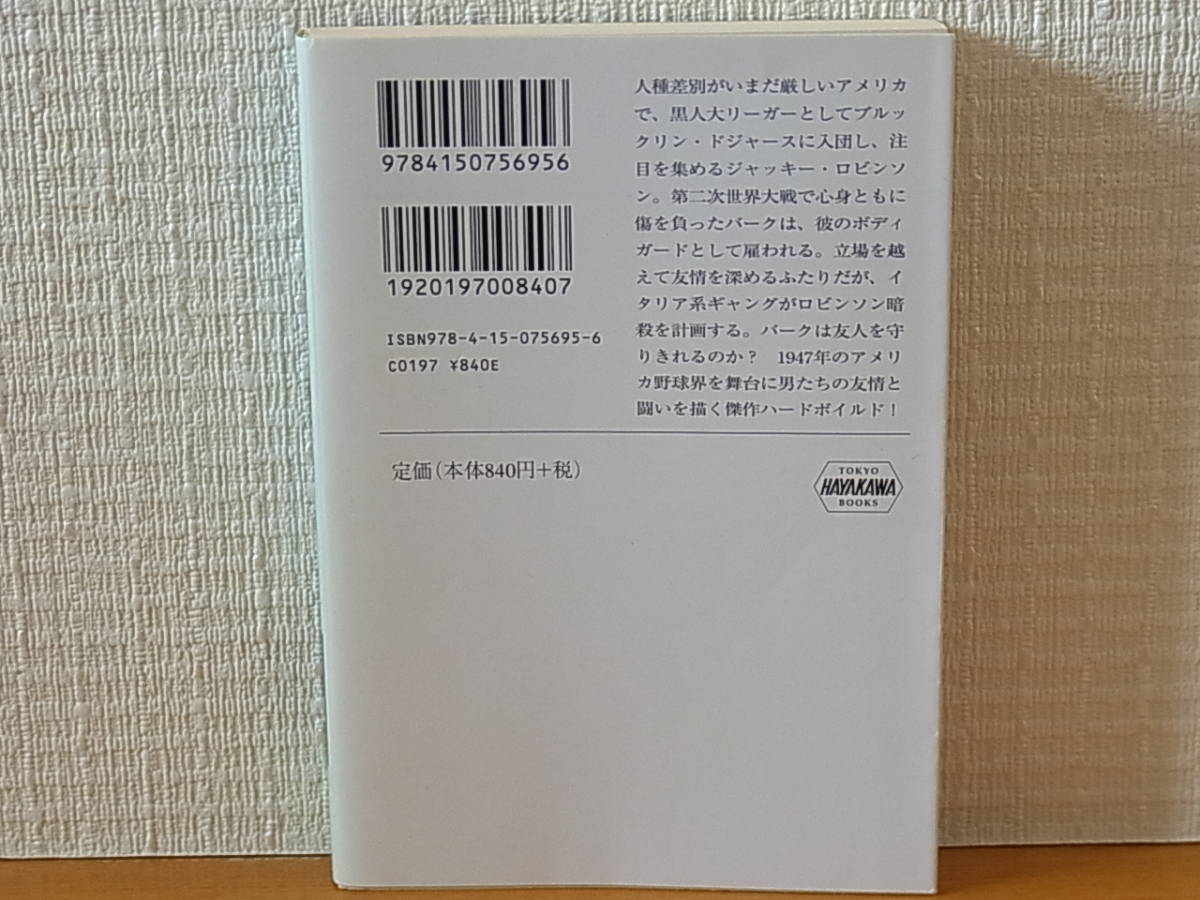 9784150756956
1920197008407
ISBN978-4-15-075695-6
C0197 ¥840E
人種差別がいまだ厳しいアメリカ
で、黒人大リーガーとしてブルッ
クリン・ドジャースに入団し、注
目を集めるジャッキー・ロビンソ
ン。第二次世界大戦で心身ともに
傷を負ったバークは、彼のボディ
ガードとして雇われる。立場を越
えて友情を深めるふたりだが、イ
タリア系ギャングがロビンソン暗
殺を計画する。バークは友人を守
りきれるのか? 1947年のアメリ
カ野球界を舞台に男たちの友情と
闘いを描く傑作ハードボイルド!
定価(本体840円+税)
TOKYO
HAYAKAWA
BOOKS